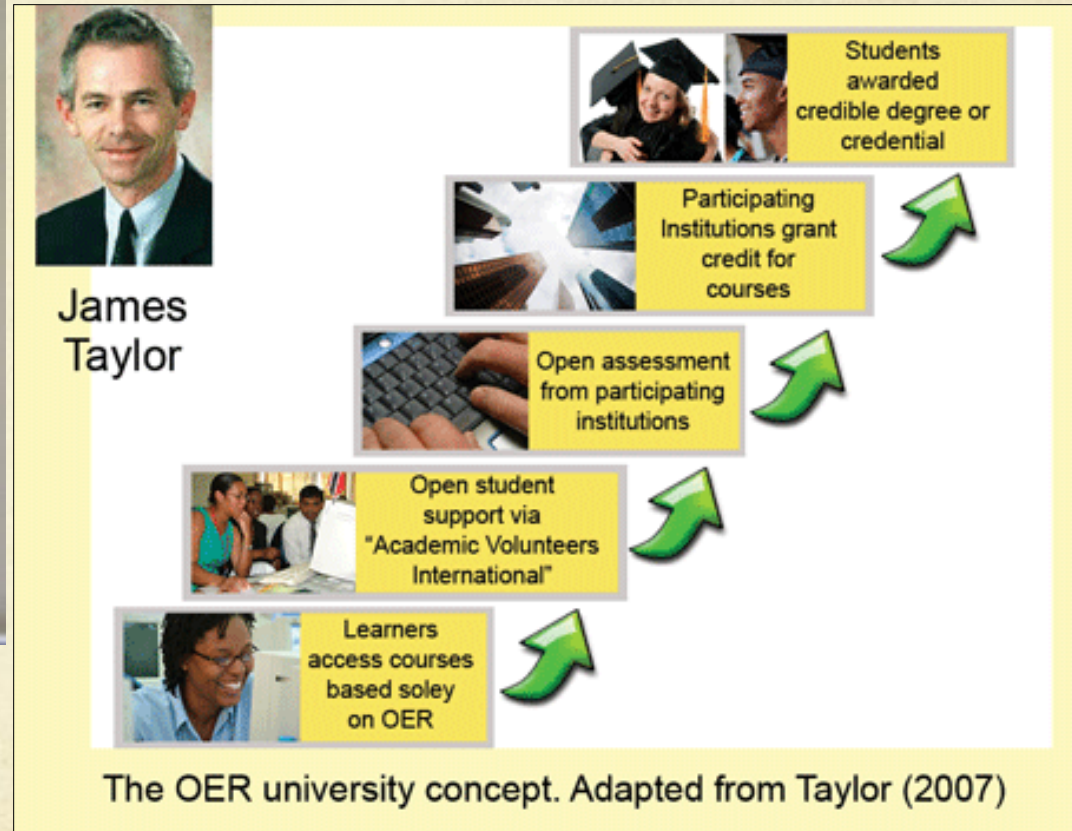 James
Taylor
Students
awarded
credible degree or
credential
Participating
Institutions grant
credit for
courses
Open assessment
from participating
institutions
Open student
support via
“Academic Volunteers
International”
Learners
access courses
based soley
on OER
The OER university concept. Adapted from Taylor (2007)